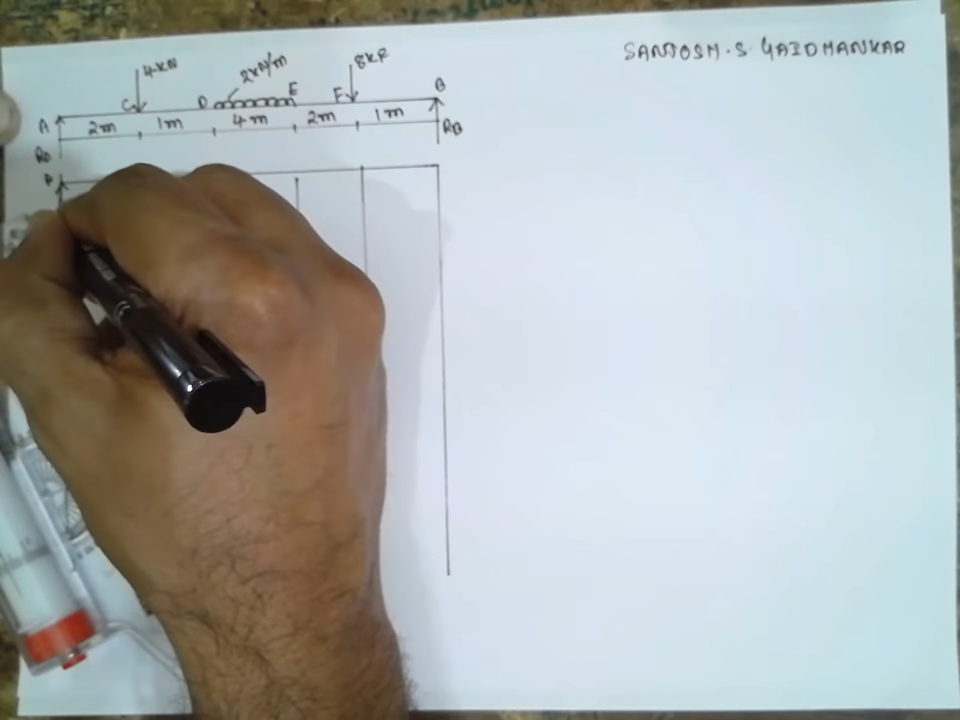 SANTOSH.S.GAIDHANKAR
4kN 2kN/m 8kN
A C D E F B
2m 1m 4m 2m 1m
RA RB
A